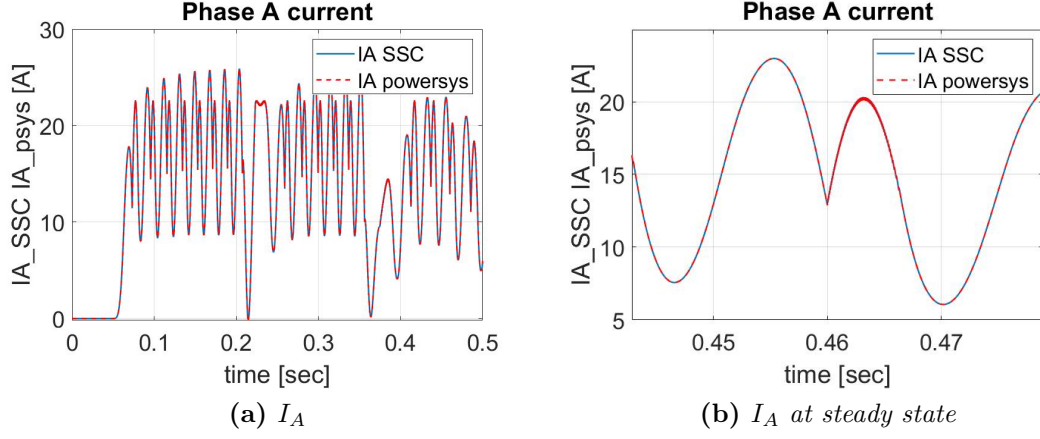 Phase A current
IA_SSC IA_psys [A]
30
20
10
0
IA SSC
IA powersys
0
0.1
0.2
0.3
0.4
0.5
time [sec]
(a) I_A
Phase A current
IA_SSC IA_psys [A]
20
15
10
5
IA SSC
IA powersys
0.45
0.46
0.47
time [sec]
(b) I_A at steady state